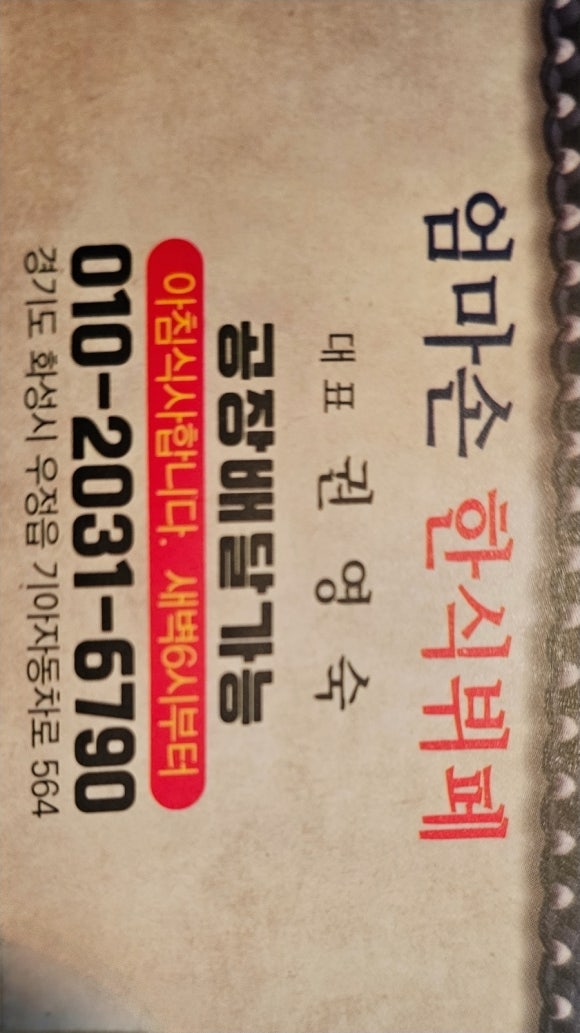 엄마손 한식뷔페
대표 권영숙
공장배달가능
아침식사합니다. 새벽6시부터
010-2031-6790
경기도 화성시 우정읍 기아자동차로 564